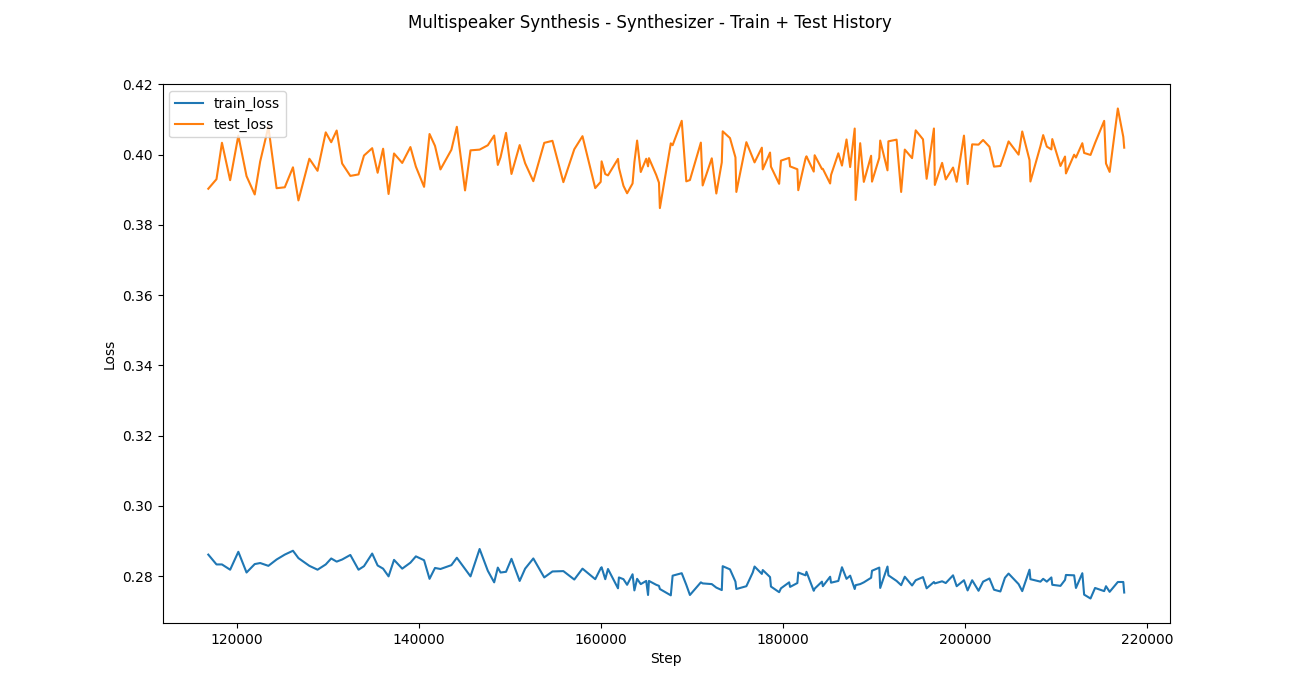 Multispeaker Synthesis - Synthesizer - Train + Test History
train_loss
test_loss
0.42
0.40
0.38
0.36
0.34
0.32
0.30
0.28
Loss
120000 140000 160000 180000 200000 220000
Step